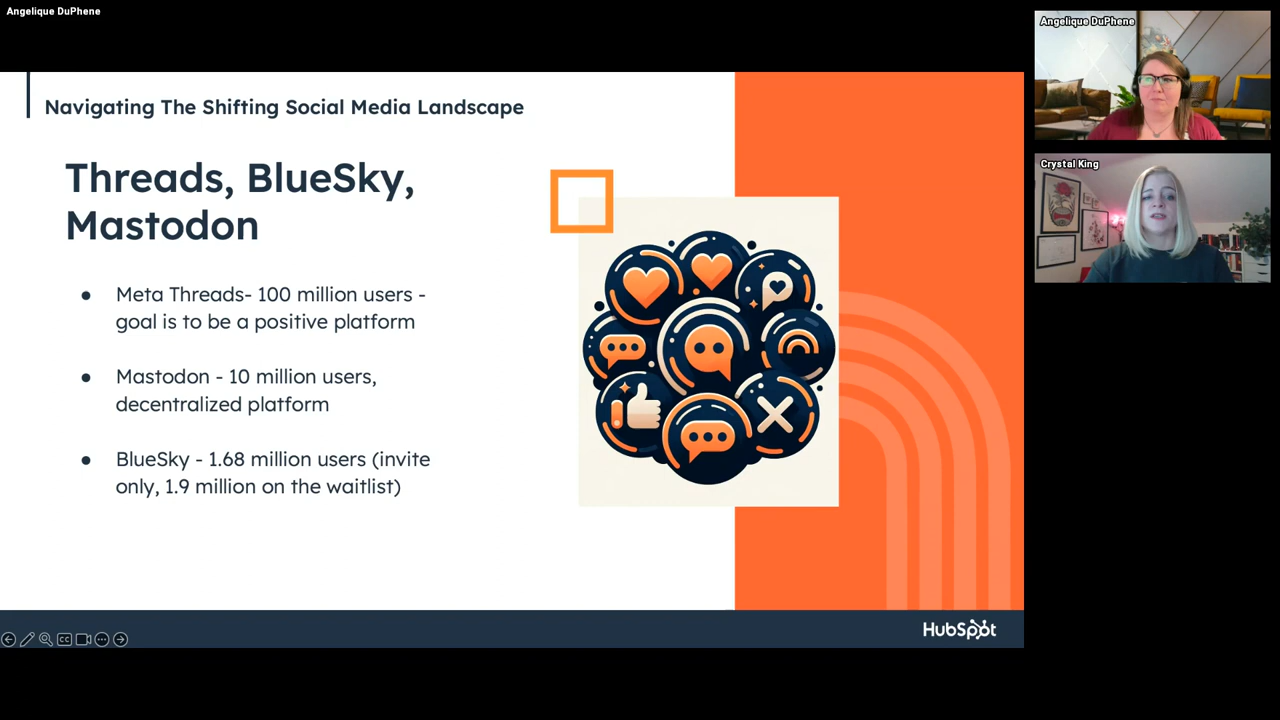 Angelique DuPhene
Navigating The Shifting Social Media Landscape
Threads, BlueSky,
Mastodon
● Meta Threads- 100 million users -
goal is to be a positive platform
● Mastodon - 10 million users,
decentralized platform
● BlueSky - 1.68 million users (invite
only, 1.9 million on the waitlist)
CC
HubSpot
Angelique DuPhene
Crystal King